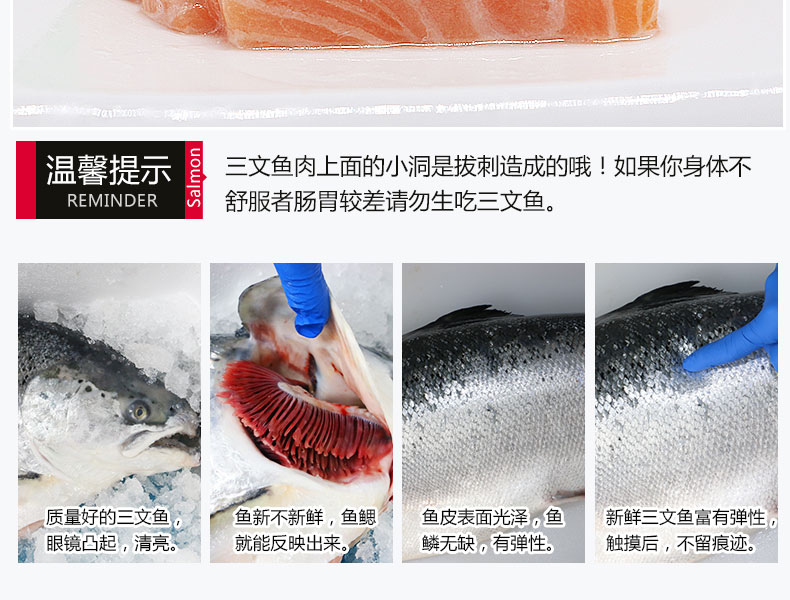 温馨提示
REMINDER
Salmon
三文鱼肉上面的小洞是拔刺造成的哦！如果你身体不
舒服者肠胃较差请勿生吃三文鱼。
质量好的三文鱼，
眼镜凸起，清亮。
鱼新不新鲜，鱼鳃
就能反映出来。
鱼皮表面光泽，鱼
鳞无缺，有弹性。
新鲜三文鱼富有弹性，
触摸后，不留痕迹。